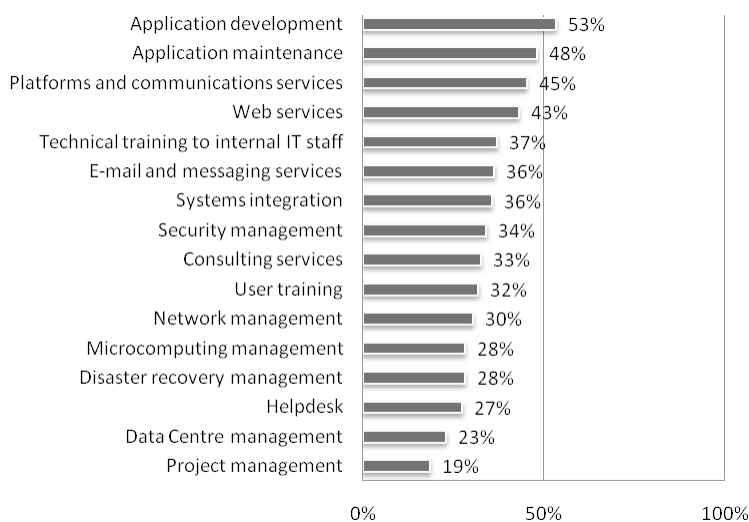 Application development 53%
Application maintenance 48%
Platforms and communications services 45%
Web services 43%
Technical training to internal IT staff 37%
E-mail and messaging services 36%
Systems integration 36%
Security management 34%
Consulting services 33%
User training 32%
Network management 30%
Microcomputing management 28%
Disaster recovery management 28%
Helpdesk 27%
Data Centre management 23%
Project management 19%
0% 50% 100%